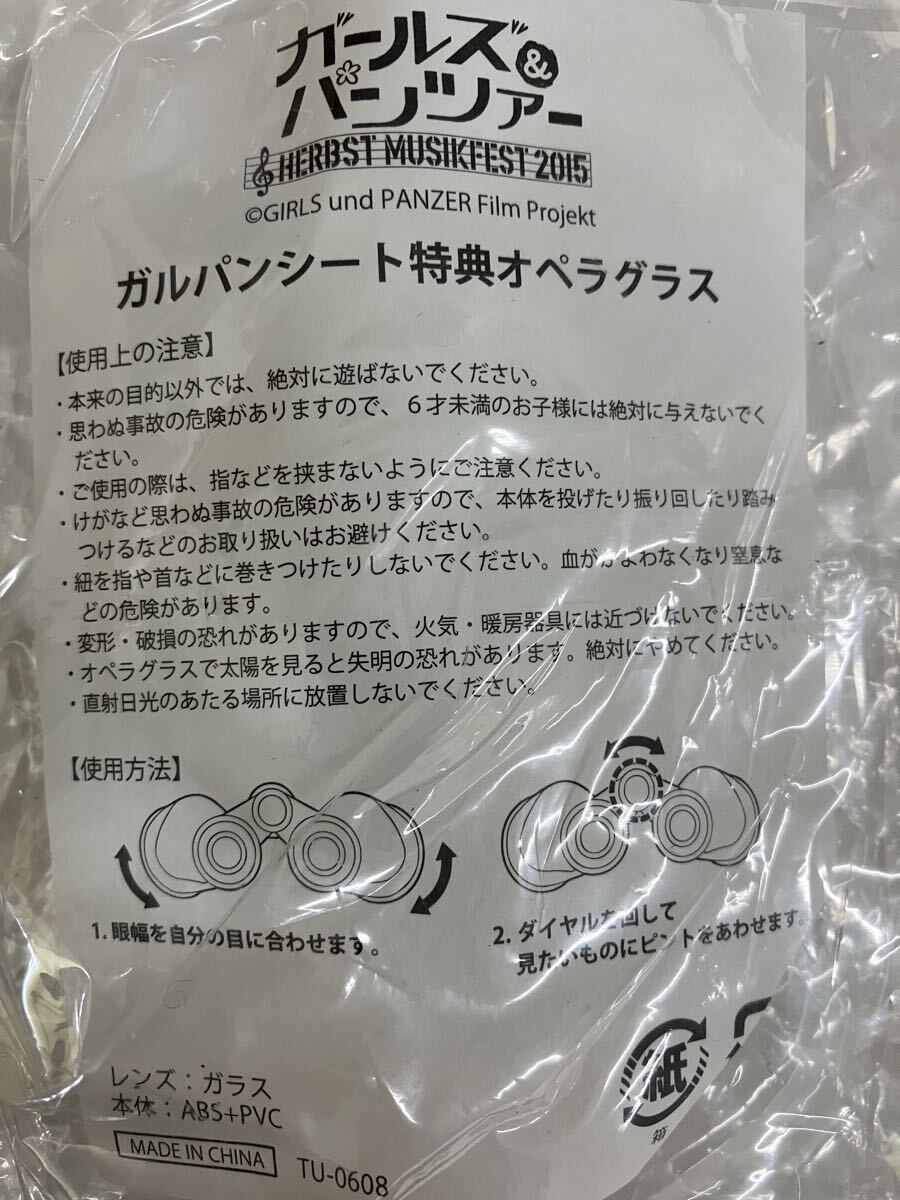 ガールズ&
パンツァー
HERBST MUSIKFEST 2015
©GIRLS und PANZER Film Projekt
ガルパンシート特典オペラグラス
【使用上の注意】
・本来の目的以外では、絶対に遊ばないでください。
・思わぬ事故の危険がありますので、6才未満のお子様には絶対に与えないでく
ださい。
・ご使用の際は、指などを挟まないようにご注意ください。
・けがなど思わぬ事故の危険がありますので、本体を投げたり振り回したり踏み
つけるなどのお取り扱いはお避けください。
・紐を指や首などに巻きつけたりしないでください。血がかよわなくなり窒息な
どの危険があります。
・変形・破損の恐れがありますので、火気・暖房器具には近づけないでください。
・オペラグラスで太陽を見ると失明の恐れがあります。絶対にやめてください。
・直射日光のあたる場所に放置しないでください。
【使用方法】
1. 眼幅を自分の目に合わせます。
2. ダイヤルを回して
見たいものにピントをあわせます。
紙
箱
レンズ：ガラス
本体：ABS+PVC
MADE IN CHINA
TU-0608